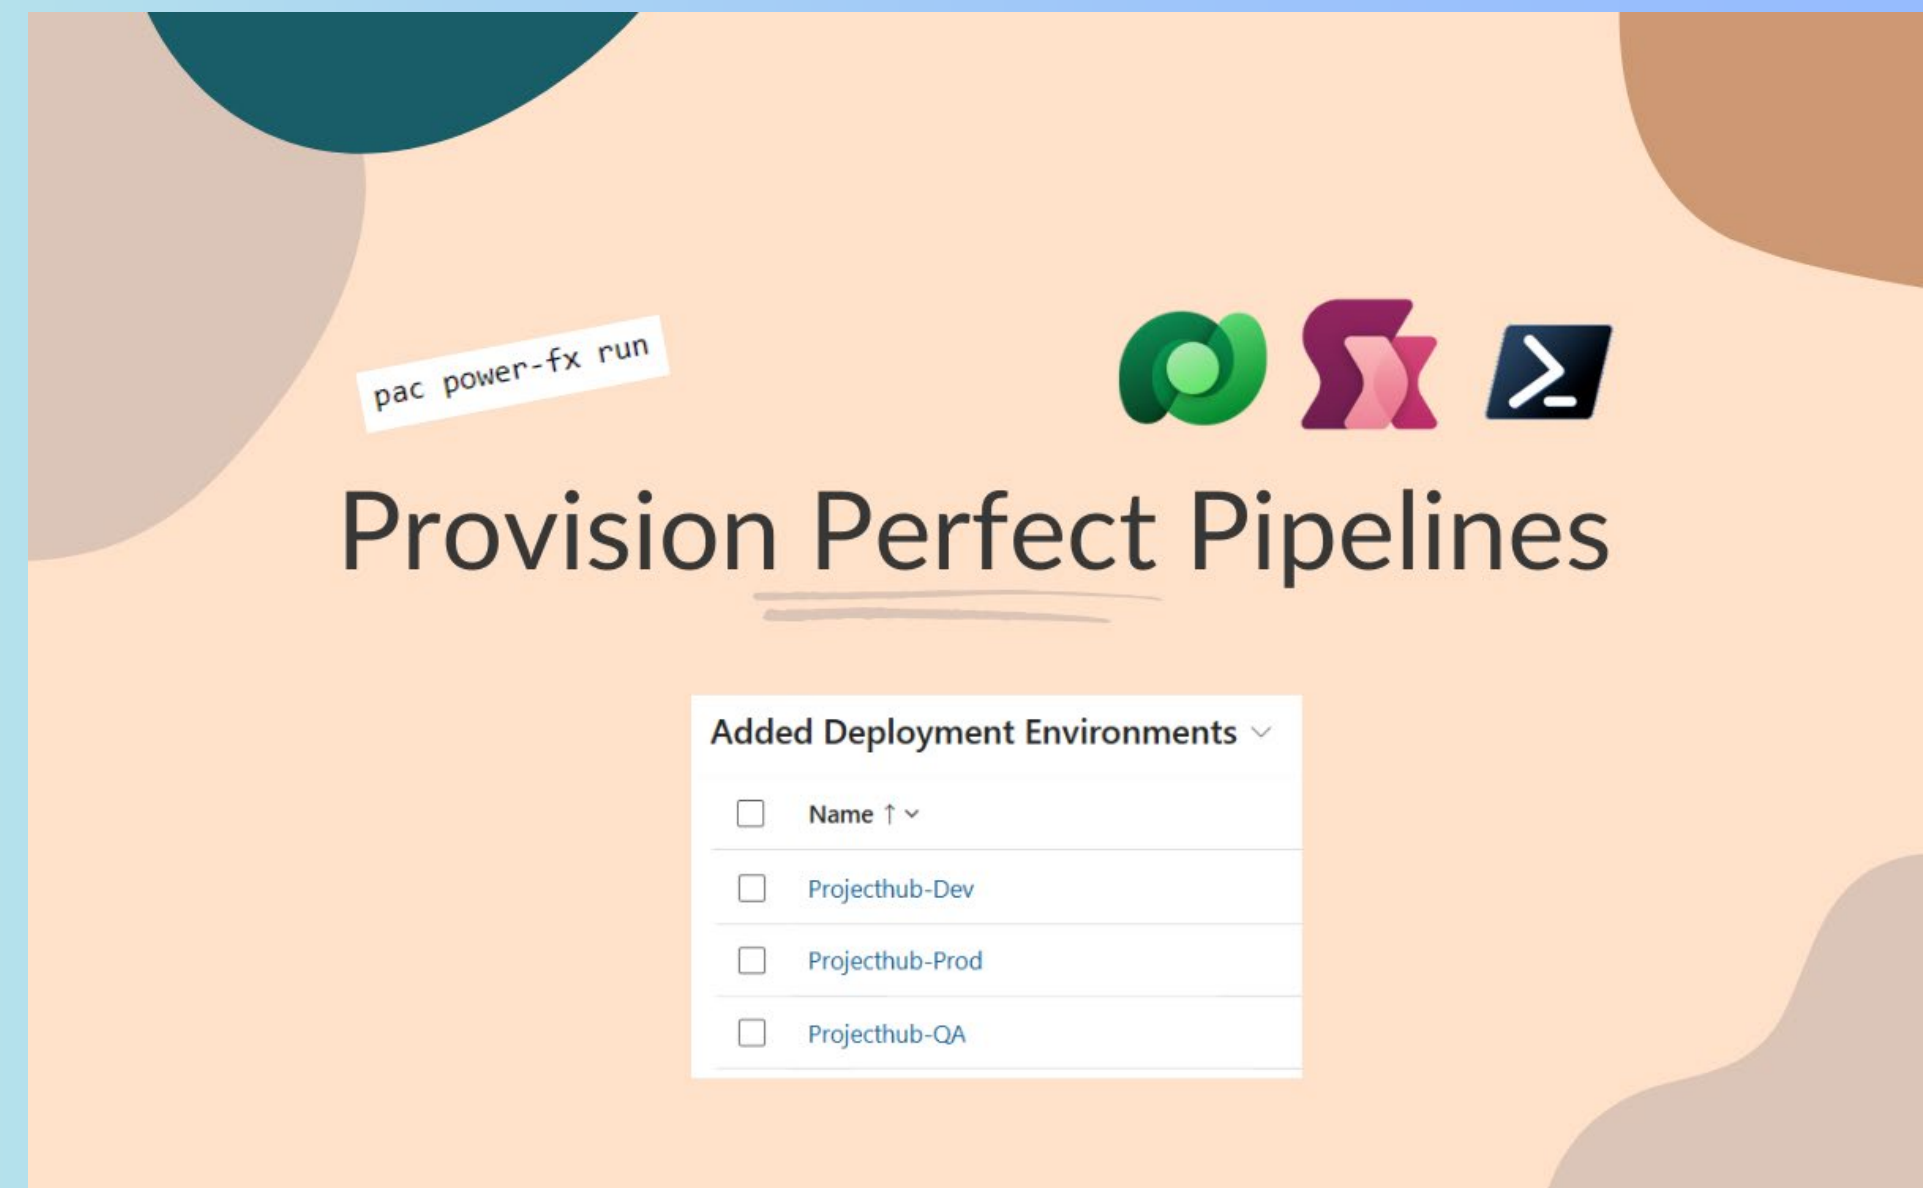 pac power-fx run
Provision Perfect Pipelines
Added Deployment Environments
Name ↑
Projecthub-Dev
Projecthub-Prod
Projecthub-QA